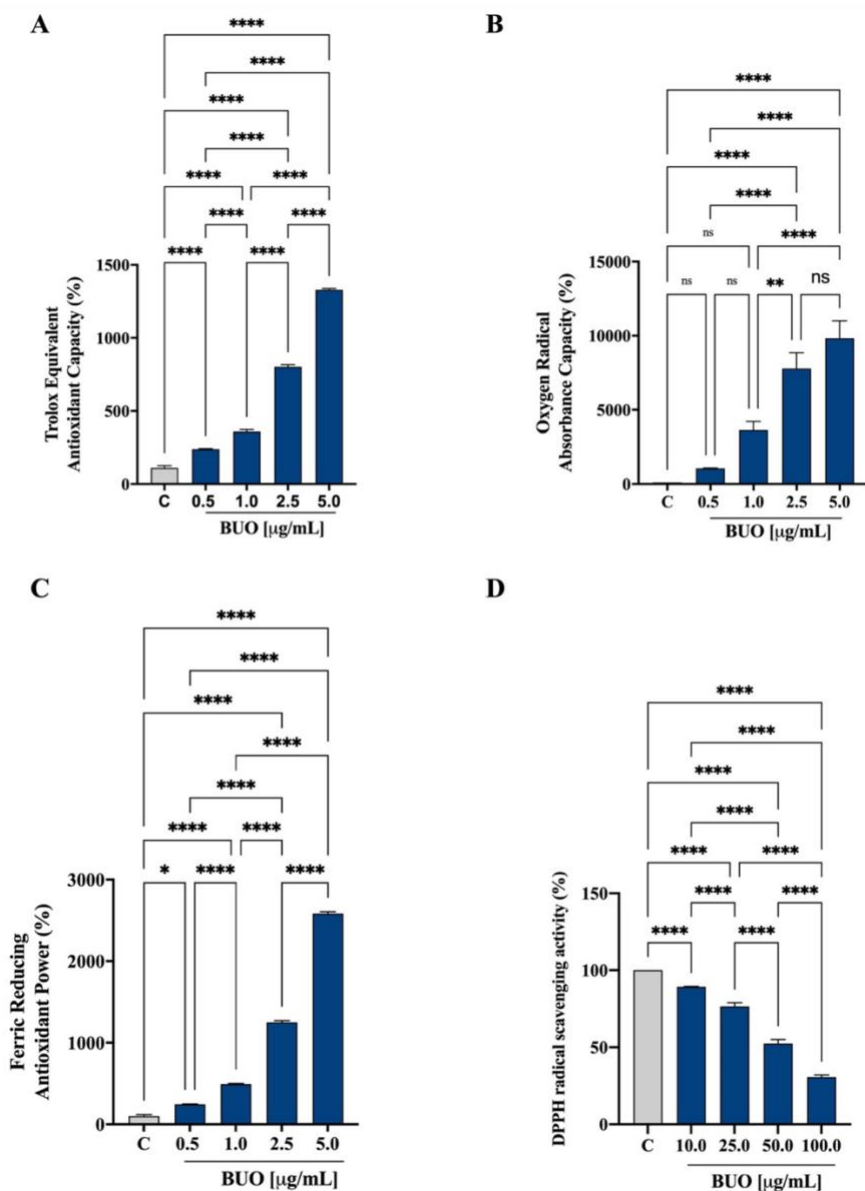 A
****
****
****
****
**** ****
**** ****
**** ****
Trolox Equivalent
Antioxidant Capacity (%)
1500
1000
500
0
C 0.5 1.0 2.5 5.0
BUO [µg/mL]
B
****
****
****
****
ns ****
ns ns ** ns
Oxygen Radical
Absorbance Capacity (%)
15000
10000
5000
0
C 0.5 1.0 2.5 5.0
BUO [µg/mL]
C
****
****
****
****
****
**** ****
* **** ****
Ferric Reducing
Antioxidant Power (%)
3000
2000
1000
0
C 0.5 1.0 2.5 5.0
BUO [µg/mL]
D
****
****
****
****
**** ****
**** ****
**** ****
DPPH radical scavenging activity (%)
150
100
50
0
C 10.0 25.0 50.0 100.0
BUO [µg/mL]